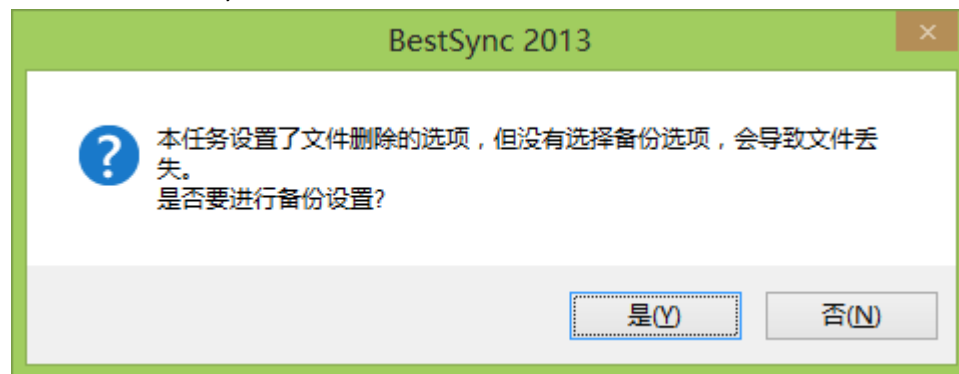 BestSync 2013
本任务设置了文件删除的选项，但没有选择备份选项，会导致文件丢
失。
是否要进行备份设置?
是(Y)
否(N)